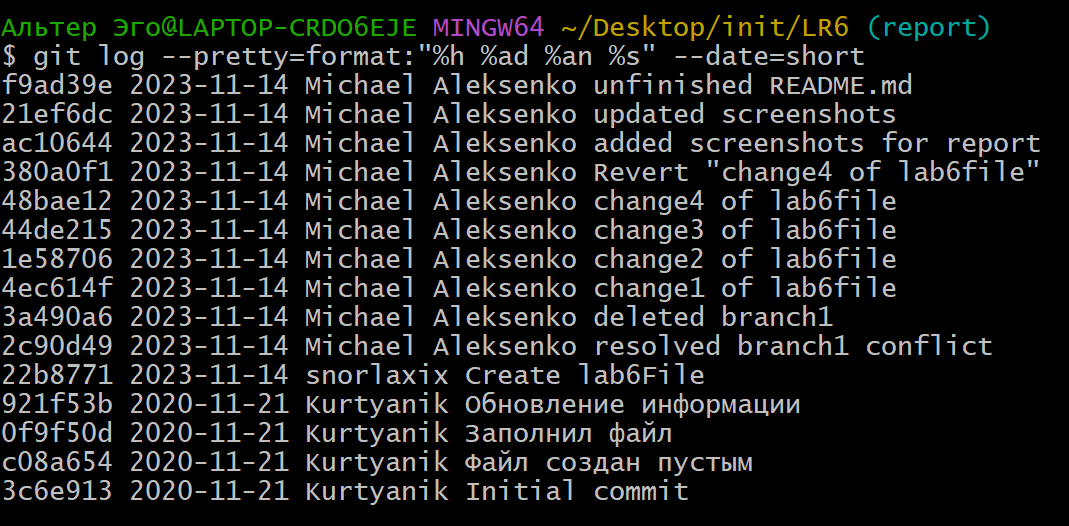 Альтер Эго@LAPTOP-CRDO6EJE MINGW64 ~/Desktop/init/LR6 (report)
$ git log --pretty=format:"%h %ad %an %s" --date=short
f9ad39e 2023-11-14 Michael Aleksenko unfinished README.md
21ef6dc 2023-11-14 Michael Aleksenko updated screenshots
ac10644 2023-11-14 Michael Aleksenko added screenshots for report
380a0f1 2023-11-14 Michael Aleksenko Revert "change4 of lab6file"
48bae12 2023-11-14 Michael Aleksenko change4 of lab6file
44de215 2023-11-14 Michael Aleksenko change3 of lab6file
1e58706 2023-11-14 Michael Aleksenko change2 of lab6file
4ec614f 2023-11-14 Michael Aleksenko change1 of lab6file
3a490a6 2023-11-14 Michael Aleksenko deleted branch1
2c90d49 2023-11-14 Michael Aleksenko resolved branch1 conflict
22b8771 2023-11-14 snorlaxix Create lab6File
921f53b 2020-11-21 Kurtyanik Обновление информации
0f9f50d 2020-11-21 Kurtyanik Заполнил файл
c08a654 2020-11-21 Kurtyanik Файл создан пустым
3c6e913 2020-11-21 Kurtyanik Initial commit